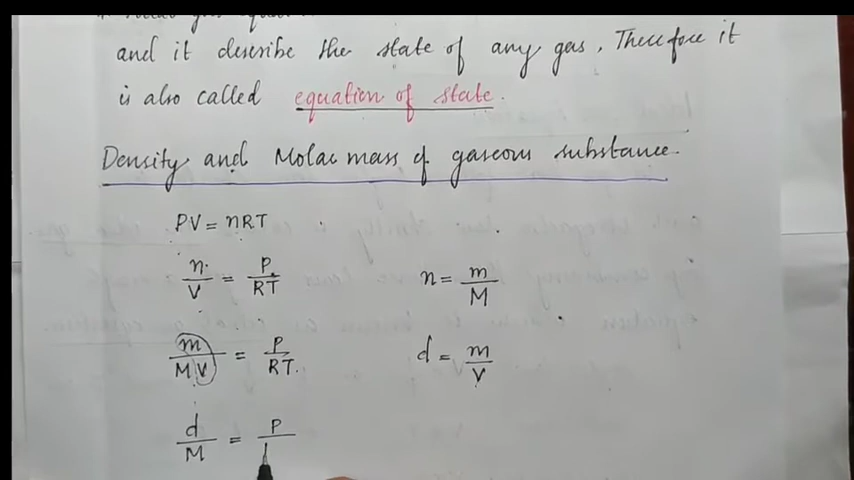 and it describe the state of any gas. Therefore it
is also called equation of state.
Density and Molar mass of gaseous substance.
PV = nRT
n/V = P/RT
n = m/M
m/MV = P/RT.
d = m/V
d/M = P/